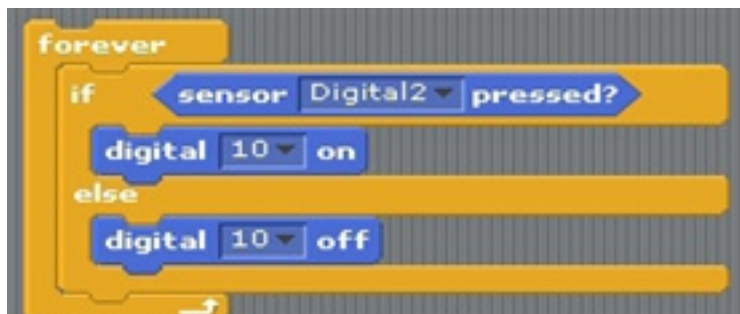 forever
if sensor Digital2 pressed?
digital 10 on
else
digital 10 off